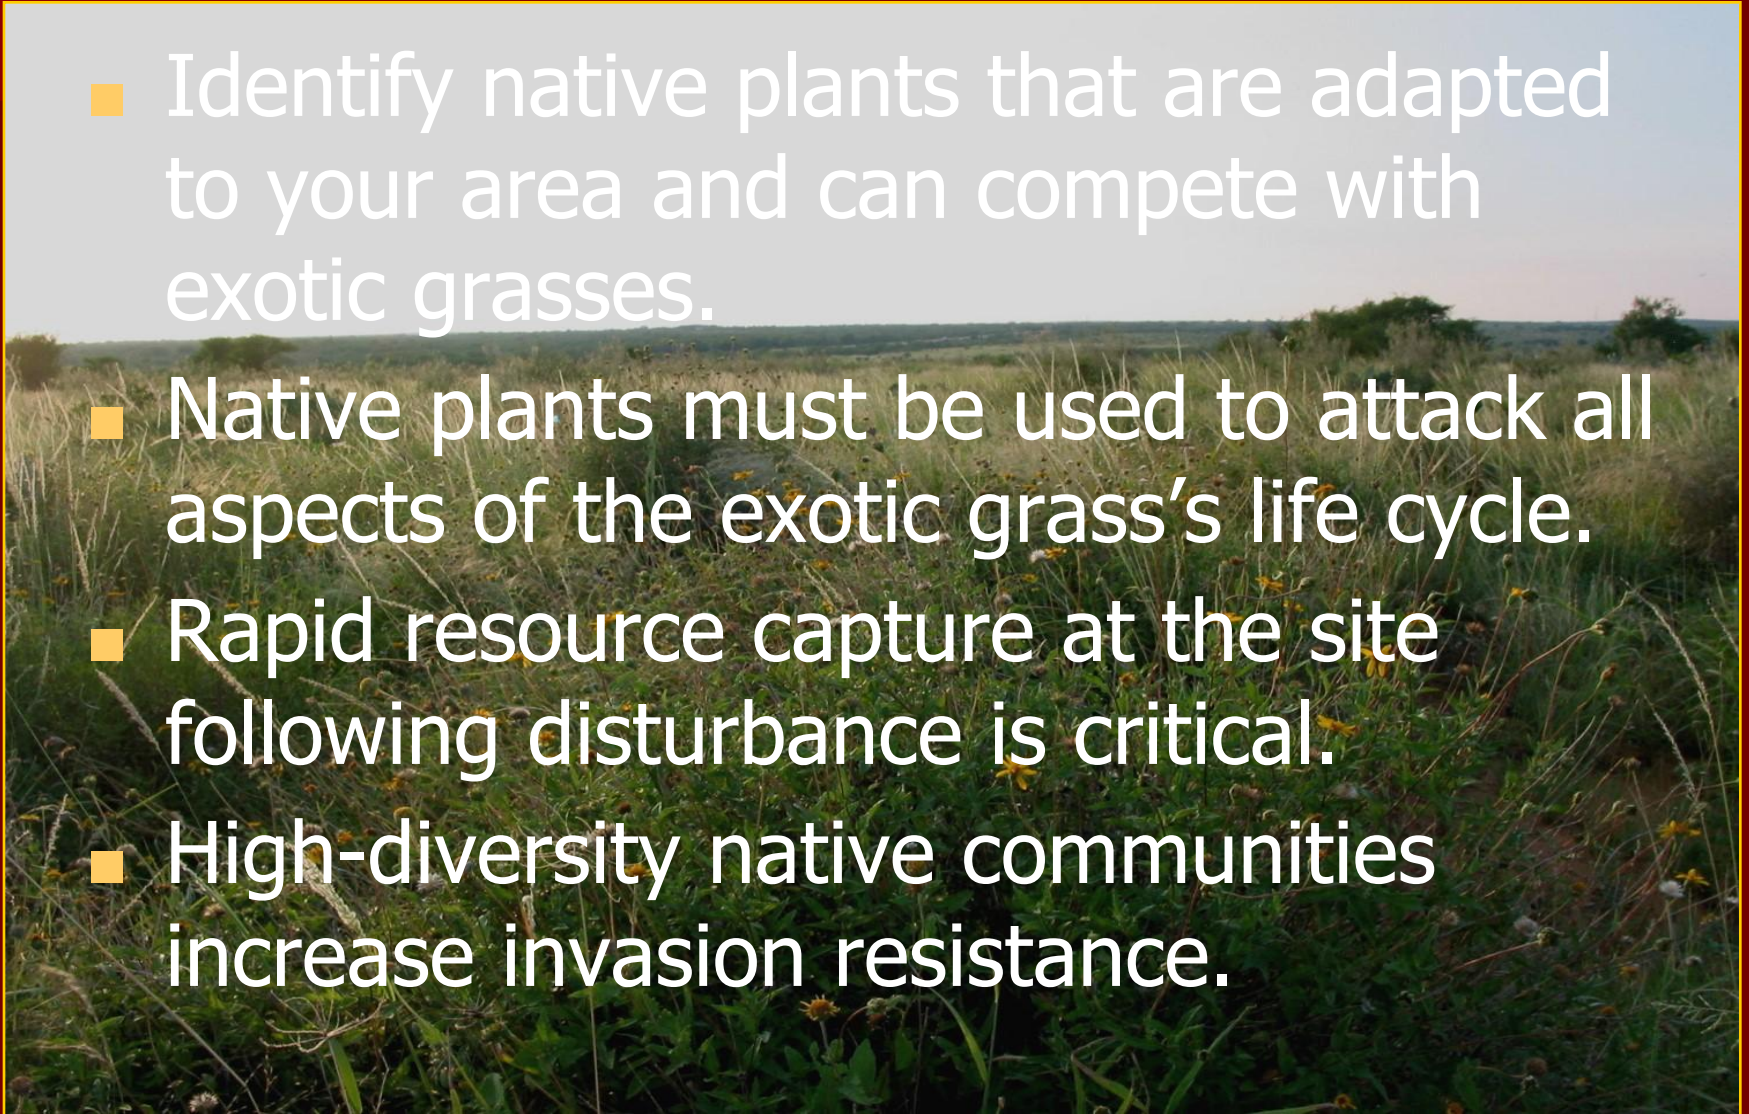 Identify native plants that are adapted
to your area and can compete with
exotic grasses.
Native plants must be used to attack all
aspects of the exotic grass’s life cycle.
Rapid resource capture at the site
following disturbance is critical.
High-diversity native communities
increase invasion resistance.